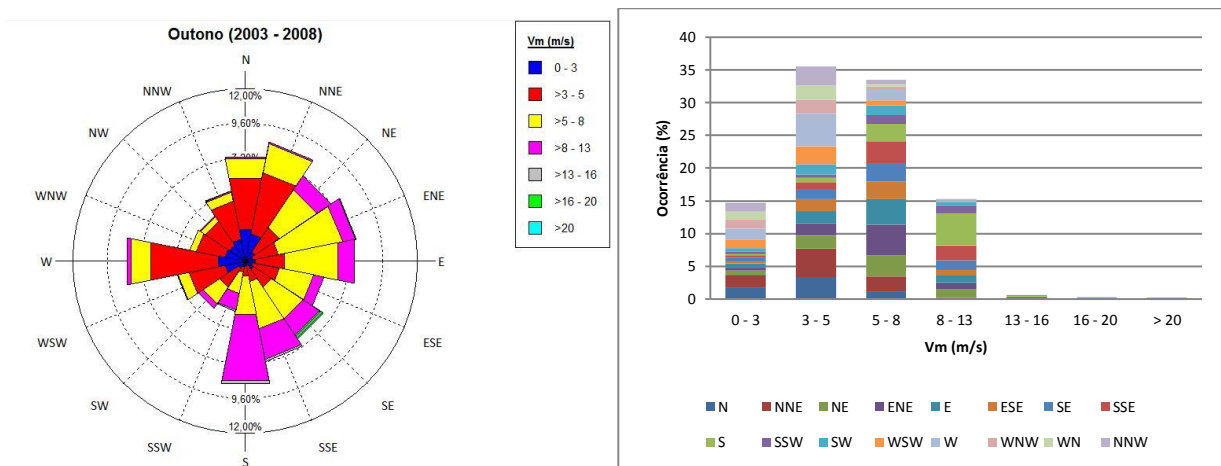 Outono (2003 - 2008)
N
NNE
NE
ENE
E
ESE
SE
SSE
S
SSW
SW
WSW
W
WNW
NW
NNW
12,00%
9,60%
7,20%
9,60%
12,00%
Vm (m/s)
0 - 3
>3 - 5
>5 - 8
>8 - 13
>13 - 16
>16 - 20
>20
Ocorrência (%)
40
35
30
25
20
15
10
5
0
0 - 3 3 - 5 5 - 8 8 - 13 13 - 16 16 - 20 > 20
Vm (m/s)
N NNE NE ENE E ESE SE SSE
S SSW SW WSW W WNW WN NNW